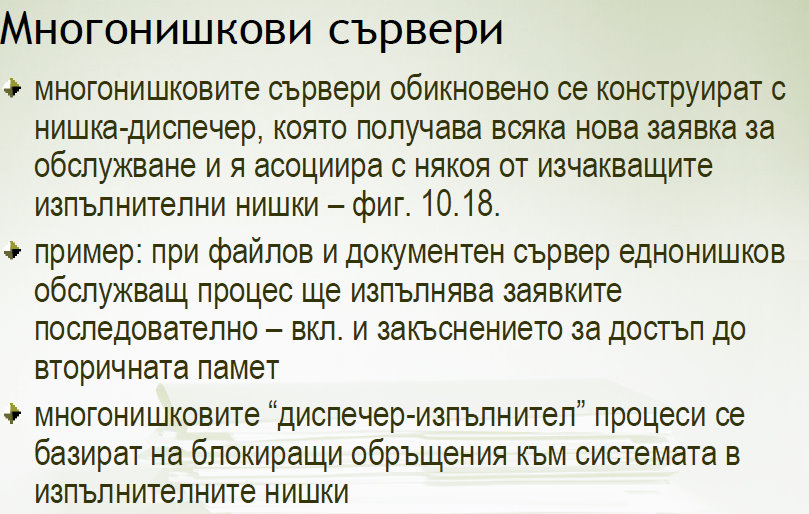 Многонишкови сървери
многонишковите сървери обикновено се конструират с
нишка-диспечер, която получава всяка нова заявка за
обслужване и я асоциира с някоя от изчакващите
изпълнителни нишки – фиг. 10.18.
пример: при файлов и документен сървер еднонишков
обслужващ процес ще изпълнява заявките
последователно – вкл. и закъснението за достъп до
вторичната памет
многонишковите “диспечер-изпълнител” процеси се
базират на блокиращи обръщения към системата в
изпълнителните нишки